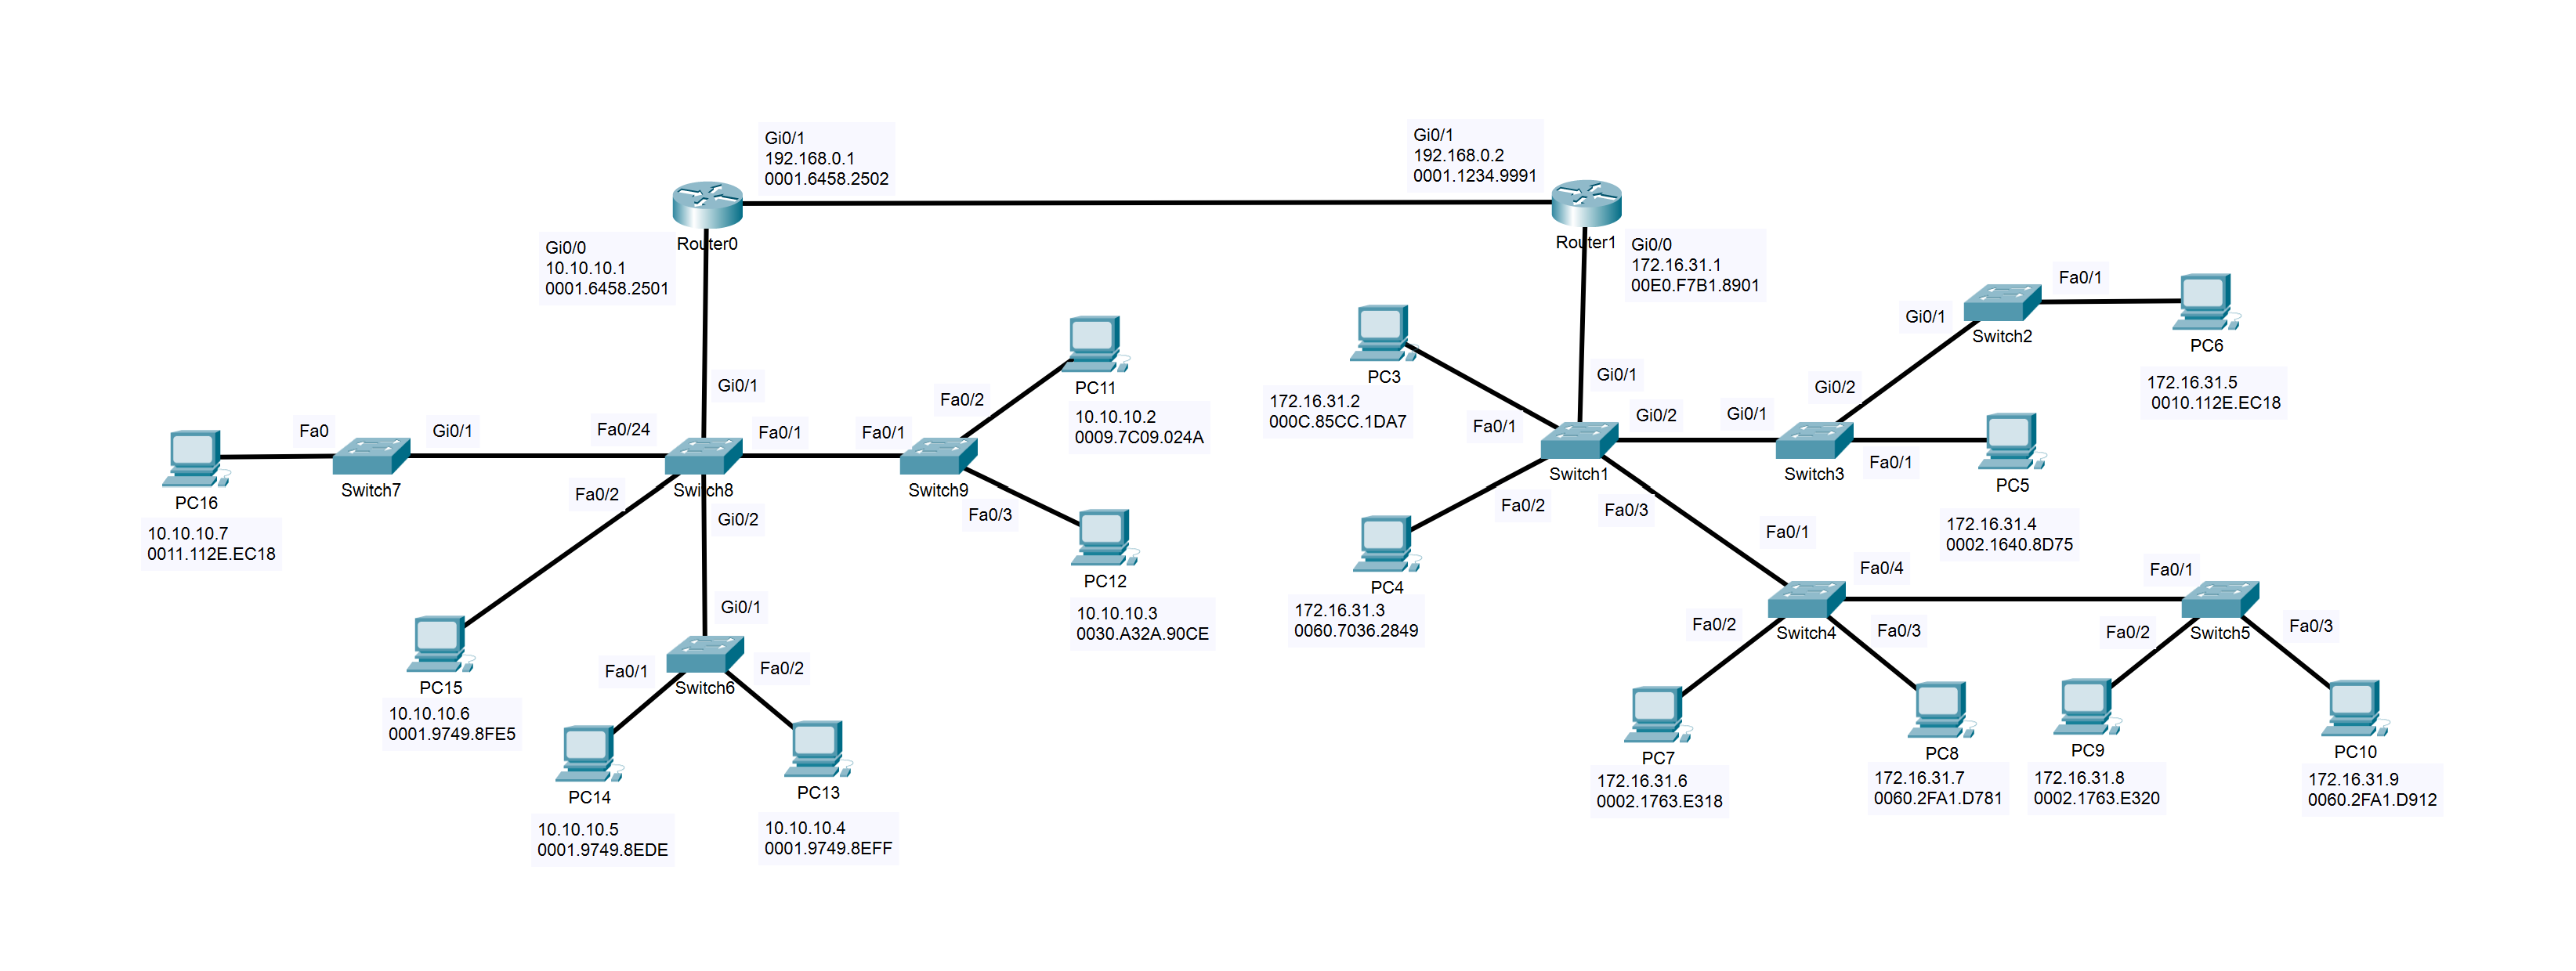 Gi0/1
192.168.0.1
0001.6458.2502
Gi0/1
192.168.0.2
0001.1234.9991
Router0
Router1
Gi0/0
10.10.10.1
0001.6458.2501
Gi0/0
172.16.31.1
00E0.F7B1.8901
Fa0/1
Gi0/1
Switch2
PC6
172.16.31.5
0010.112E.EC18
PC3
172.16.31.2
000C.85CC.1DA7
Gi0/1
Gi0/1
Gi0/2
PC11
10.10.10.2
0009.7C09.024A
Fa0/2
Fa0
Gi0/1
Fa0/24
Fa0/1
Fa0/1
Fa0/1
Gi0/2
Gi0/1
PC16
Switch7
Switch8
Switch9
Switch1
Switch3
Fa0/1
PC5
10.10.10.7
0011.112E.EC18
Fa0/2
Gi0/2
Fa0/3
Fa0/2
Fa0/3
172.16.31.4
0002.1640.8D75
PC12
10.10.10.3
0030.A32A.90CE
PC4
172.16.31.3
0060.7036.2849
Fa0/1
Fa0/4
Fa0/1
Gi0/1
Fa0/2
Switch4
Fa0/3
Fa0/2
Switch5
Fa0/3
Fa0/1
Fa0/2
Switch6
PC15
10.10.10.6
0001.9749.8FE5
PC14
10.10.10.5
0001.9749.8EDE
PC13
10.10.10.4
0001.9749.8EFF
PC7
172.16.31.6
0002.1763.E318
PC8
172.16.31.7
0060.2FA1.D781
PC9
172.16.31.8
0002.1763.E320
PC10
172.16.31.9
0060.2FA1.D912